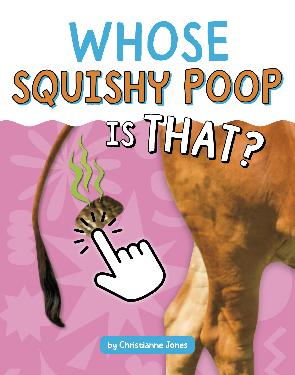 WHOSE
SQUISHY POOP
IS THAT?
by Christianne Jones